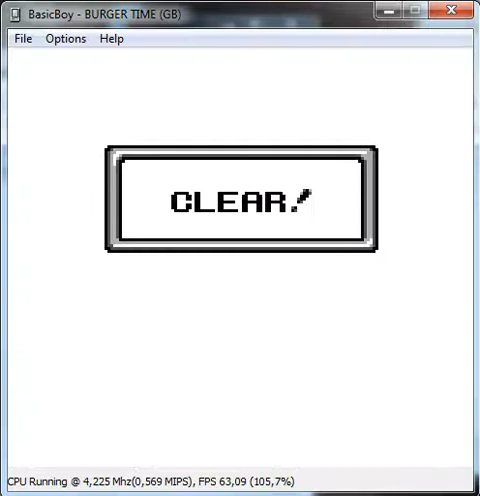 BasicBoy - BURGER TIME (GB)
File Options Help
CLEAR!
CPU Running @ 4,225 Mhz(0,569 MIPS), FPS 63,09 (105,7%)